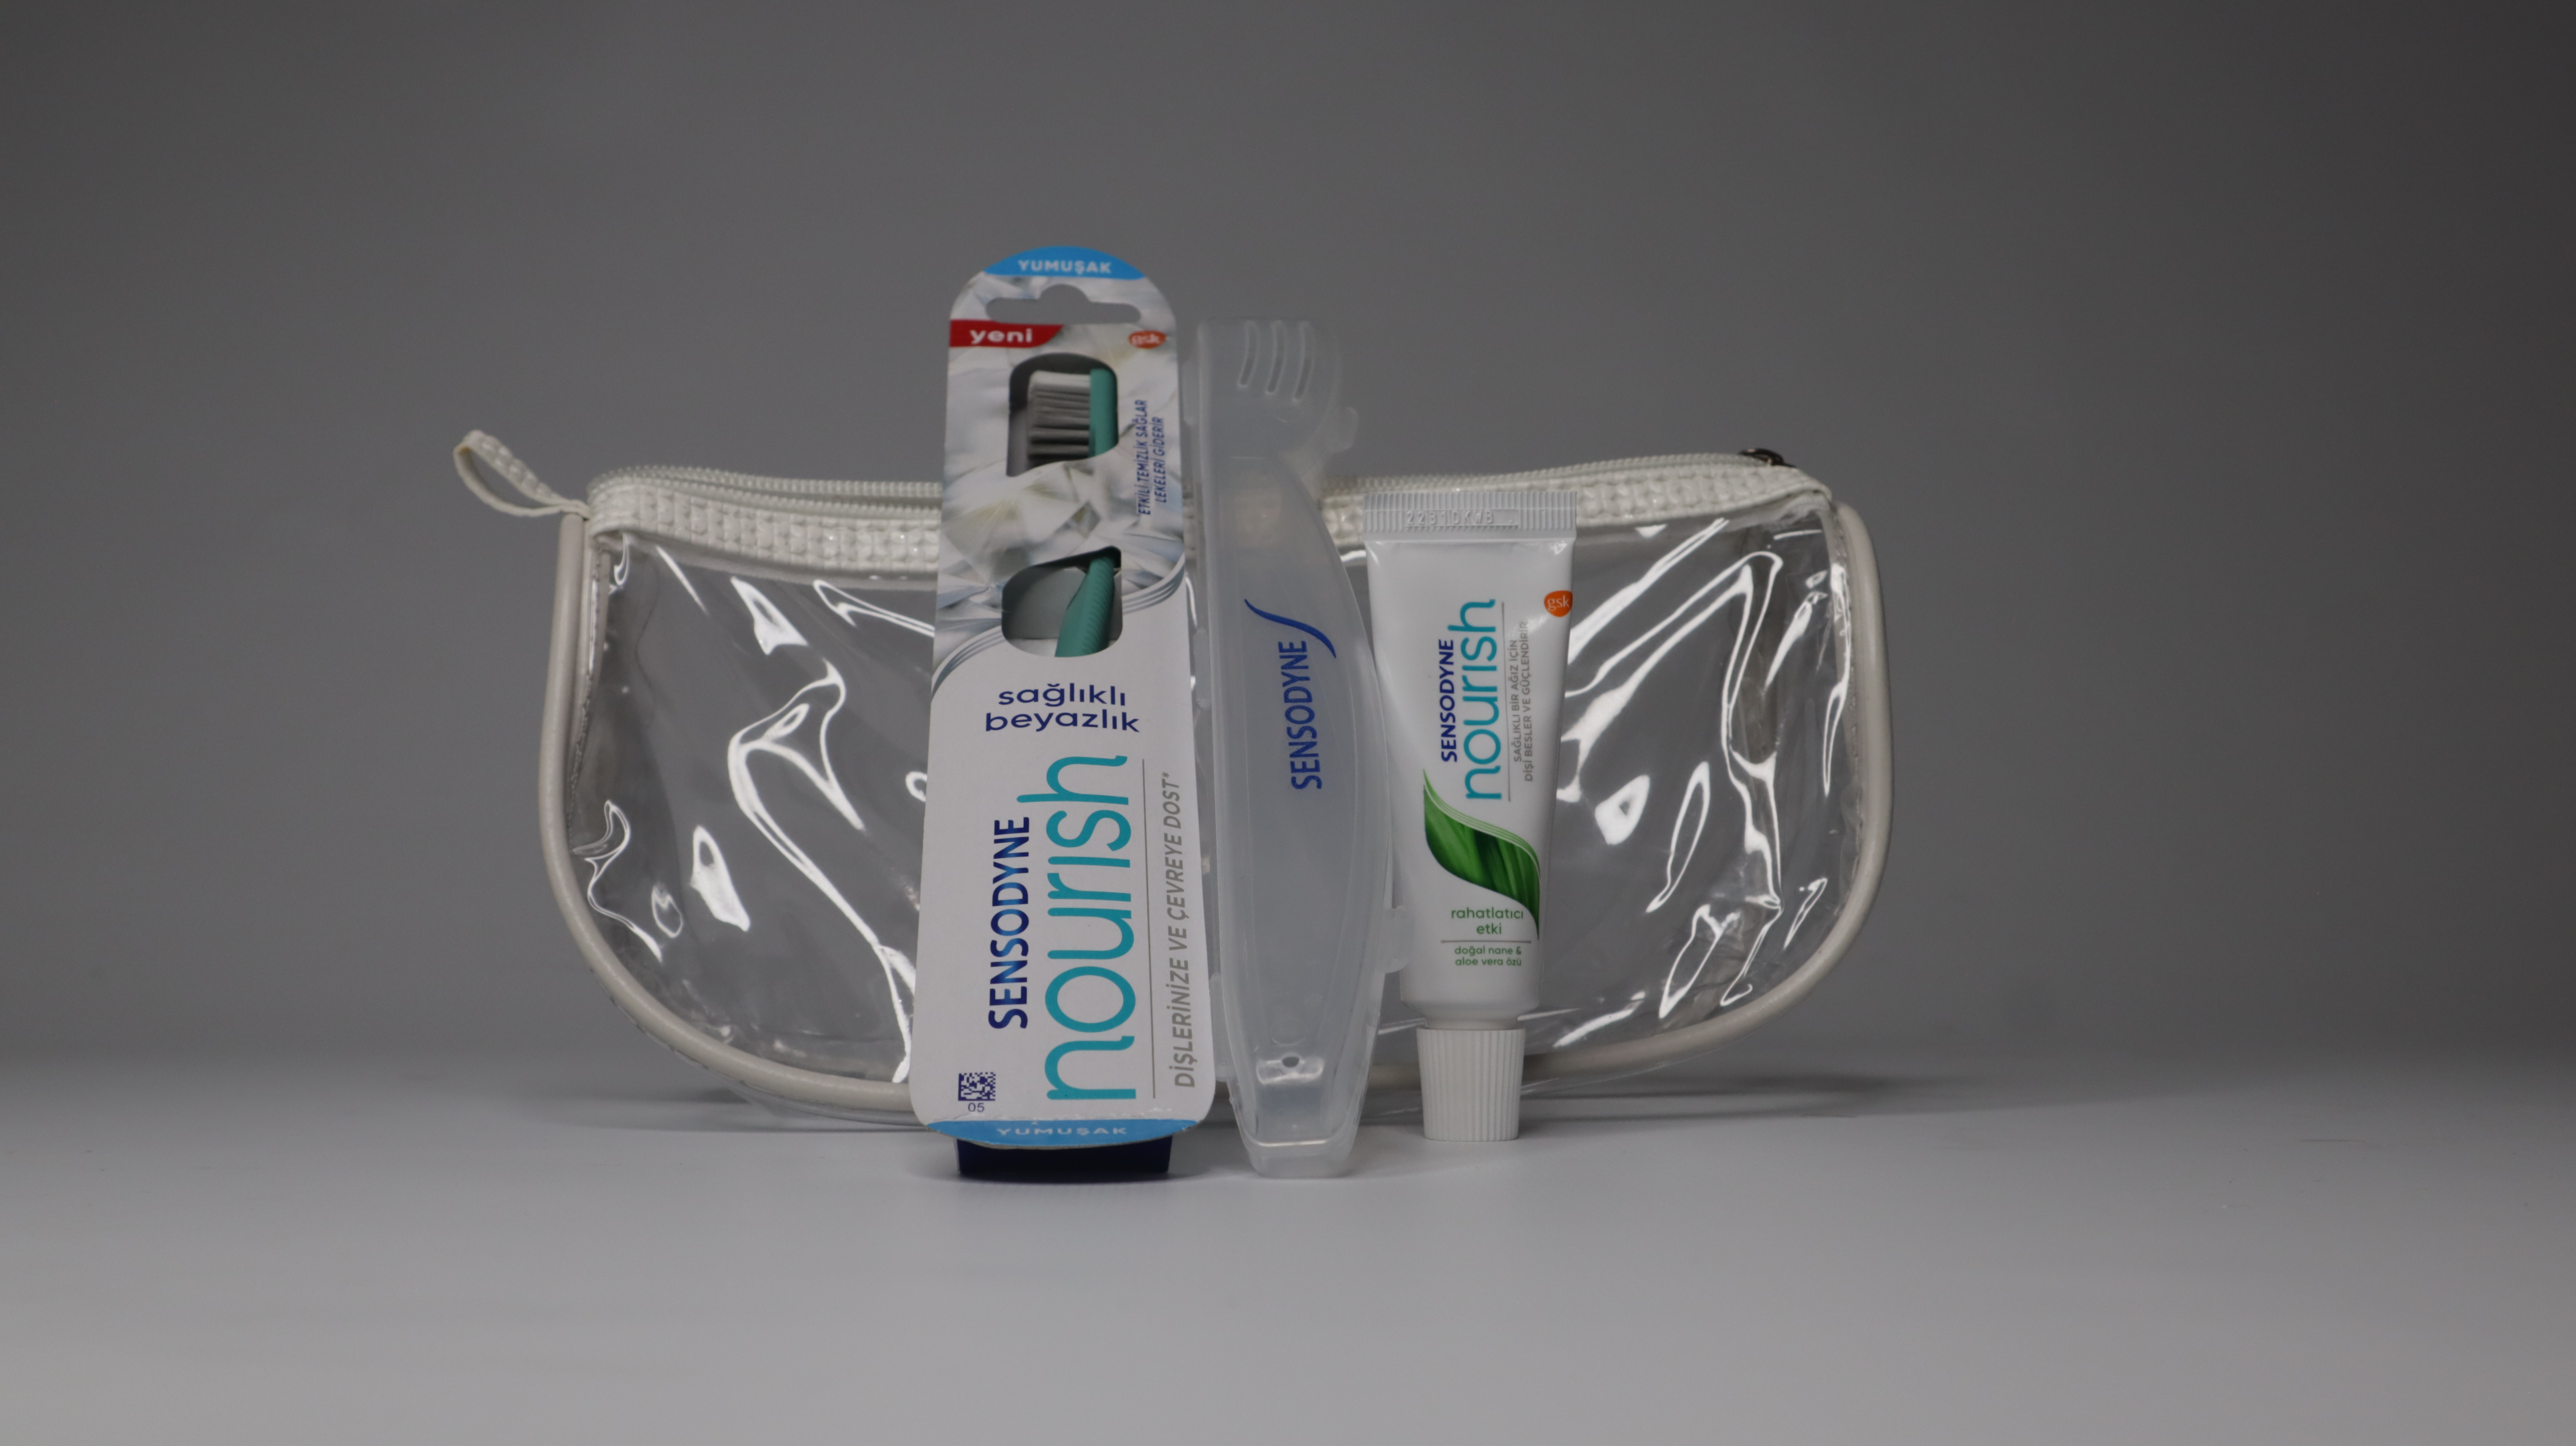 YUMUŞAK
yeni
gsk
ETKİLİ TEMİZLİK SAĞLAR
LEKELERİ GİDERİR
sağlıklı
beyazlık
SENSODYNE
nourish
DİŞLERİNİZE VE ÇEVREYE DOST*
05
YUMUŞAK
SENSODYNE
gsk
SENSODYNE
nourish
SAĞLIKLI BİR AĞIZ İÇİN
DİŞİ BESLER VE GÜÇLENDİRİR
rahatlatıcı
etki
doğal nane &
aloe vera özü